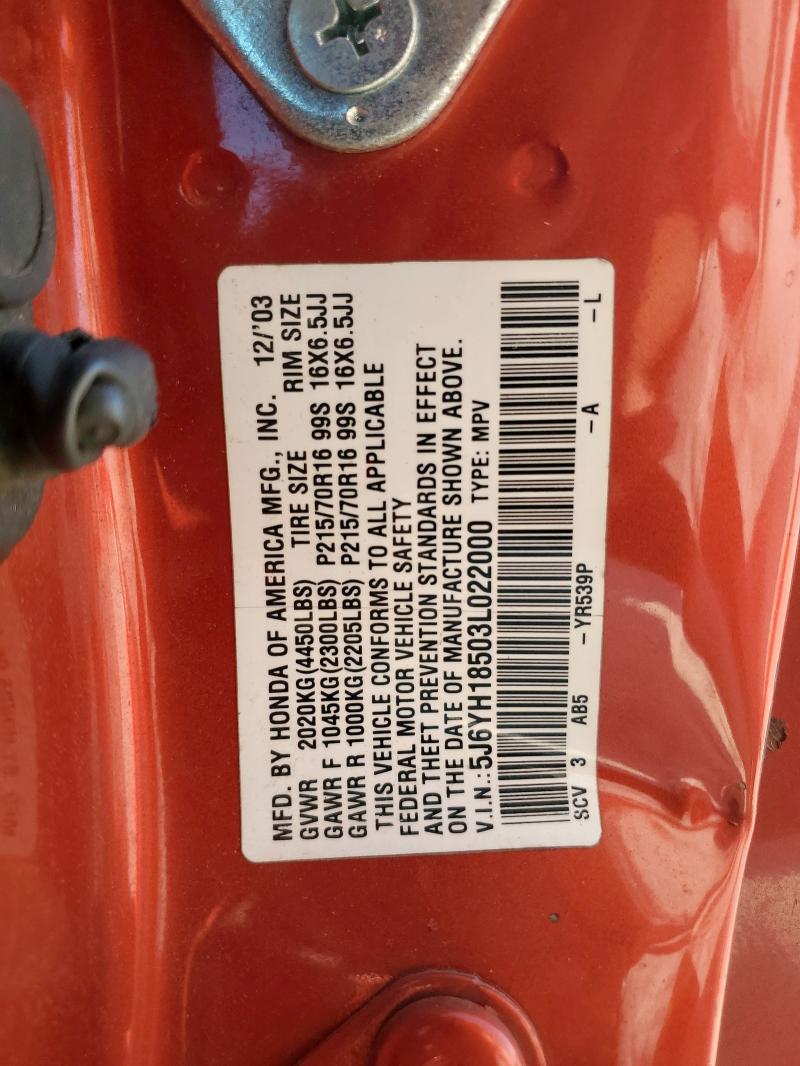 MFD. BY HONDA OF AMERICA MFG., INC. 12/'03
GVWR 2020KG(4450LBS) TIRE SIZE RIM SIZE
GAWR F 1045KG(2300LBS) P215/70R16 99S 16X6.5JJ
GAWR R 1000KG(2205LBS) P215/70R16 99S 16X6.5JJ
THIS VEHICLE CONFORMS TO ALL APPLICABLE
FEDERAL MOTOR VEHICLE SAFETY
AND THEFT PREVENTION STANDARDS IN EFFECT
ON THE DATE OF MANUFACTURE SHOWN ABOVE.
V.I.N.: 5J6YH18503L022000 TYPE: MPV
SCV 3 AB5 -YR539P -A -L